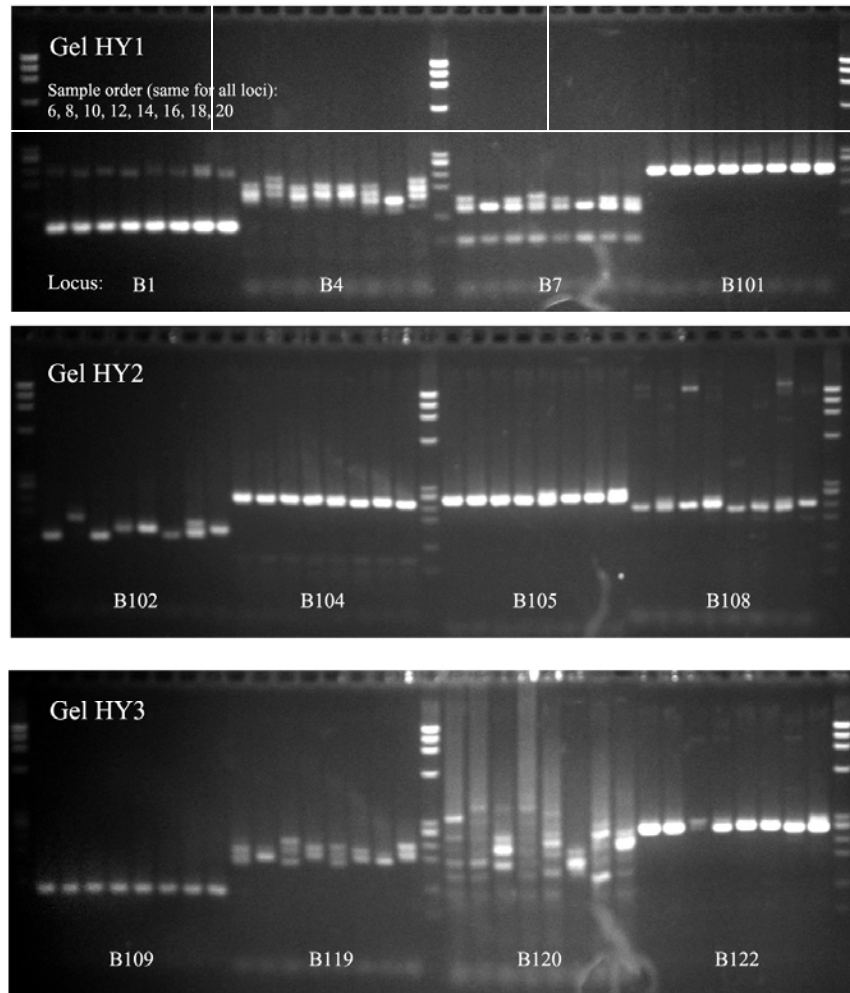 Gel HY1
Sample order (same for all loci):
6, 8, 10, 12, 14, 16, 18, 20
Locus: B1 B4 B7 B101
Gel HY2
B102 B104 B105 B108
Gel HY3
B109 B119 B120 B122